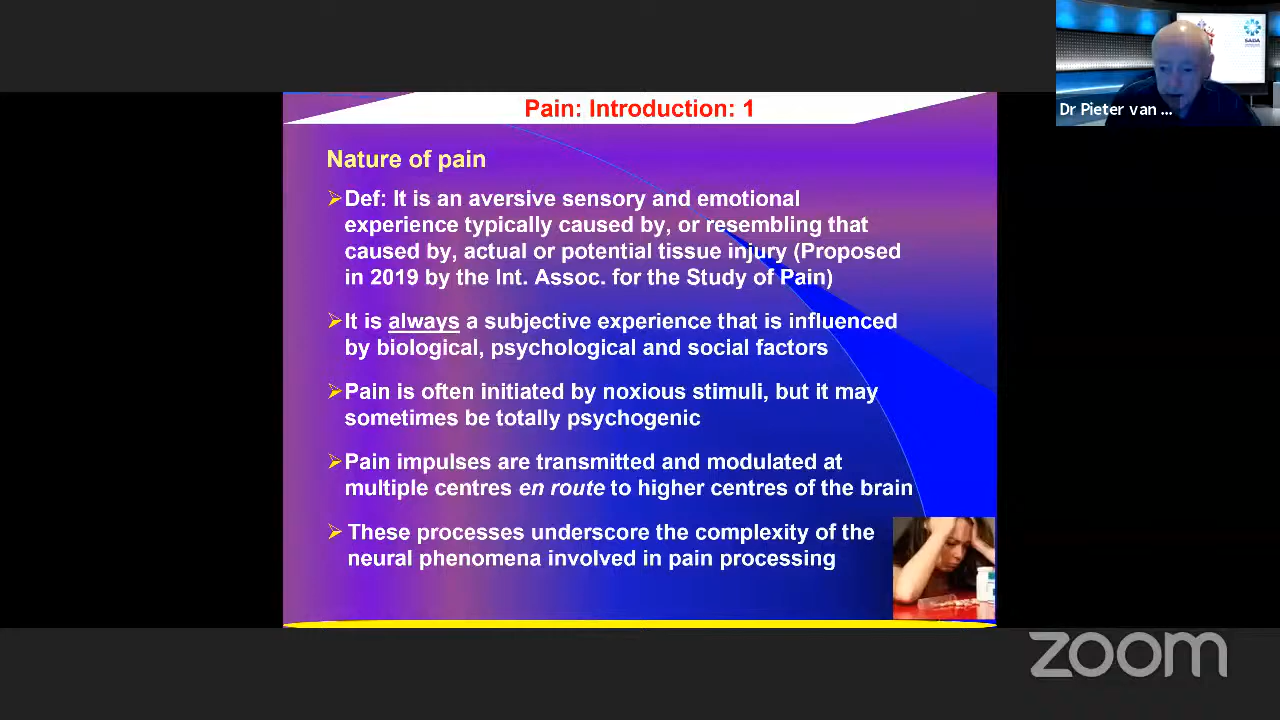 Pain: Introduction: 1
Dr Pieter van ...
SADA
Nature of pain
Def: It is an aversive sensory and emotional
experience typically caused by, or resembling that
caused by, actual or potential tissue injury (Proposed
in 2019 by the Int. Assoc. for the Study of Pain)
It is always a subjective experience that is influenced
by biological, psychological and social factors
Pain is often initiated by noxious stimuli, but it may
sometimes be totally psychogenic
Pain impulses are transmitted and modulated at
multiple centres en route to higher centres of the brain
These processes underscore the complexity of the
neural phenomena involved in pain processing
zoom